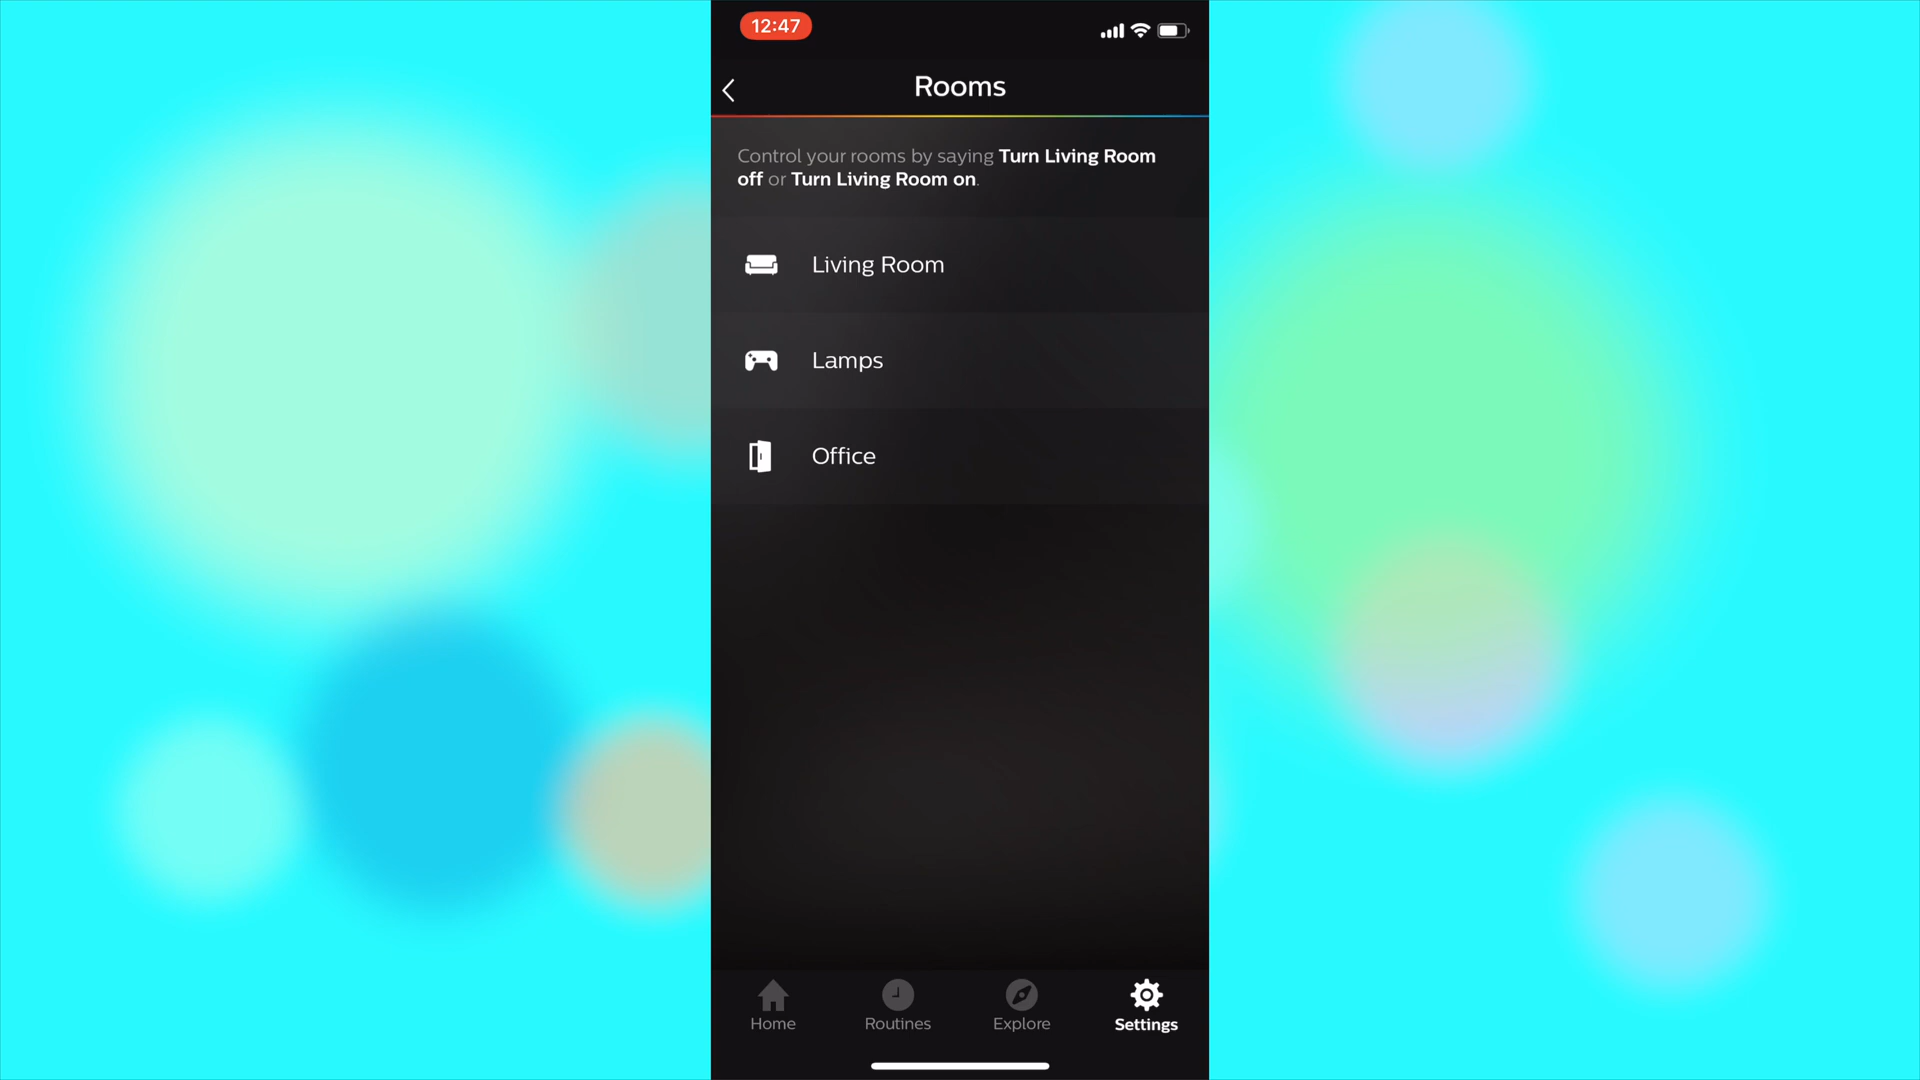 12:47
Rooms
Control your rooms by saying Turn Living Room
off or Turn Living Room on.
Living Room
Lamps
Office
Home
Routines
Explore
Settings